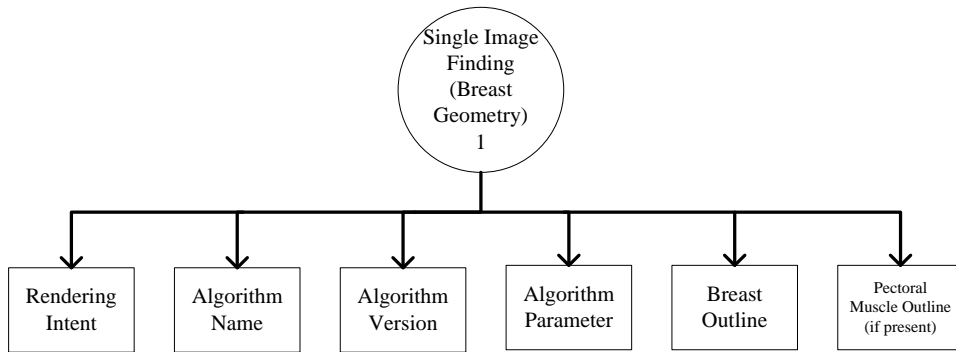 Single Image
Finding
(Breast
Geometry)
1
Rendering
Intent
Algorithm
Name
Algorithm
Version
Algorithm
Parameter
Breast
Outline
Pectoral
Muscle Outline
(if present)